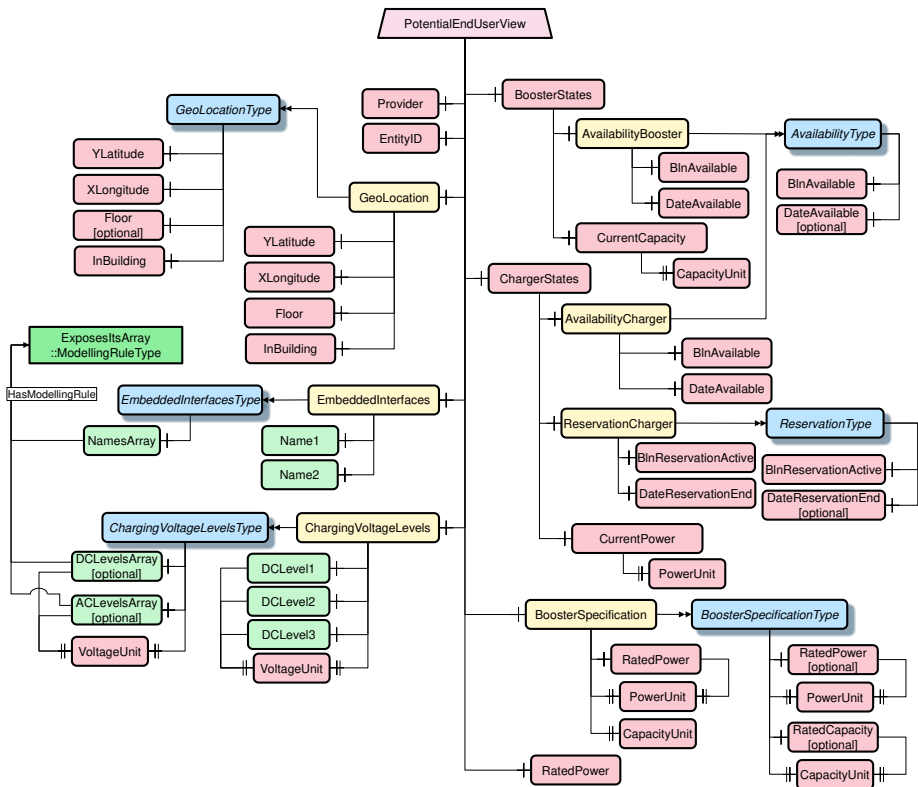 PotentialEndUserView
Provider
EntityID
GeoLocationType
YLatitude
XLongitude
Floor
[optional]
InBuilding
GeoLocation
YLatitude
XLongitude
Floor
InBuilding
ExposesItsArray
::ModellingRuleType
HasModellingRule
EmbeddedInterfacesType
NamesArray
EmbeddedInterfaces
Name1
Name2
ChargingVoltageLevelsType
DCLevelsArray
[optional]
ACLevelsArray
[optional]
VoltageUnit
ChargingVoltageLevels
DCLevel1
DCLevel2
DCLevel3
VoltageUnit
BoosterStates
AvailabilityBooster
BlnAvailable
DateAvailable
CurrentCapacity
CapacityUnit
AvailabilityType
BlnAvailable
DateAvailable
[optional]
ChargerStates
AvailabilityCharger
BlnAvailable
DateAvailable
ReservationCharger
BlnReservationActive
DateReservationEnd
ReservationType
BlnReservationActive
DateReservationEnd
[optional]
CurrentPower
PowerUnit
BoosterSpecification
RatedPower
PowerUnit
CapacityUnit
BoosterSpecificationType
RatedPower
[optional]
PowerUnit
RatedCapacity
[optional]
CapacityUnit
RatedPower